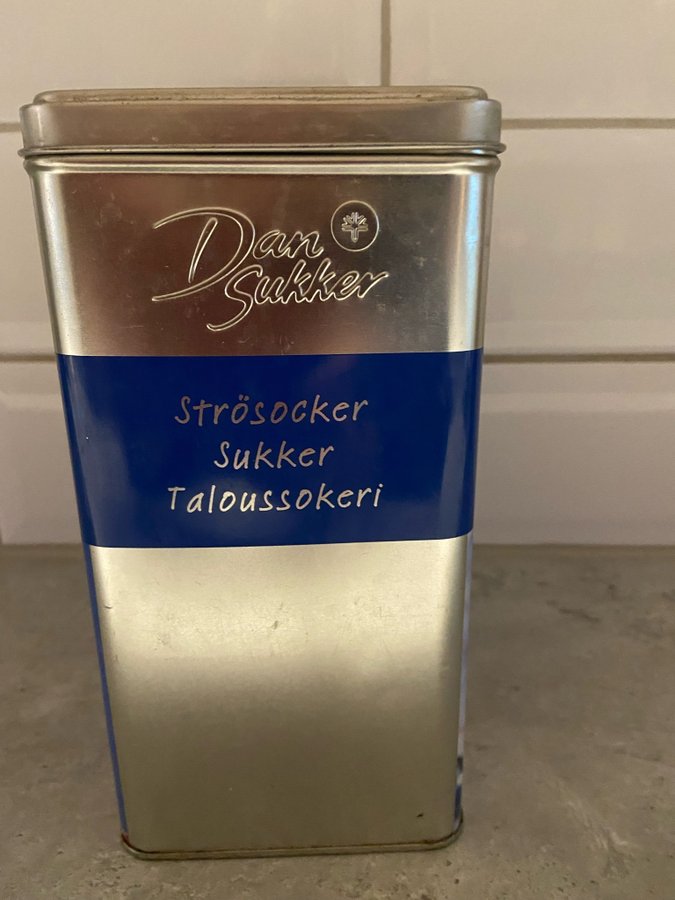 Dan
Sukker
Strösocker
Sukker
Taloussokeri